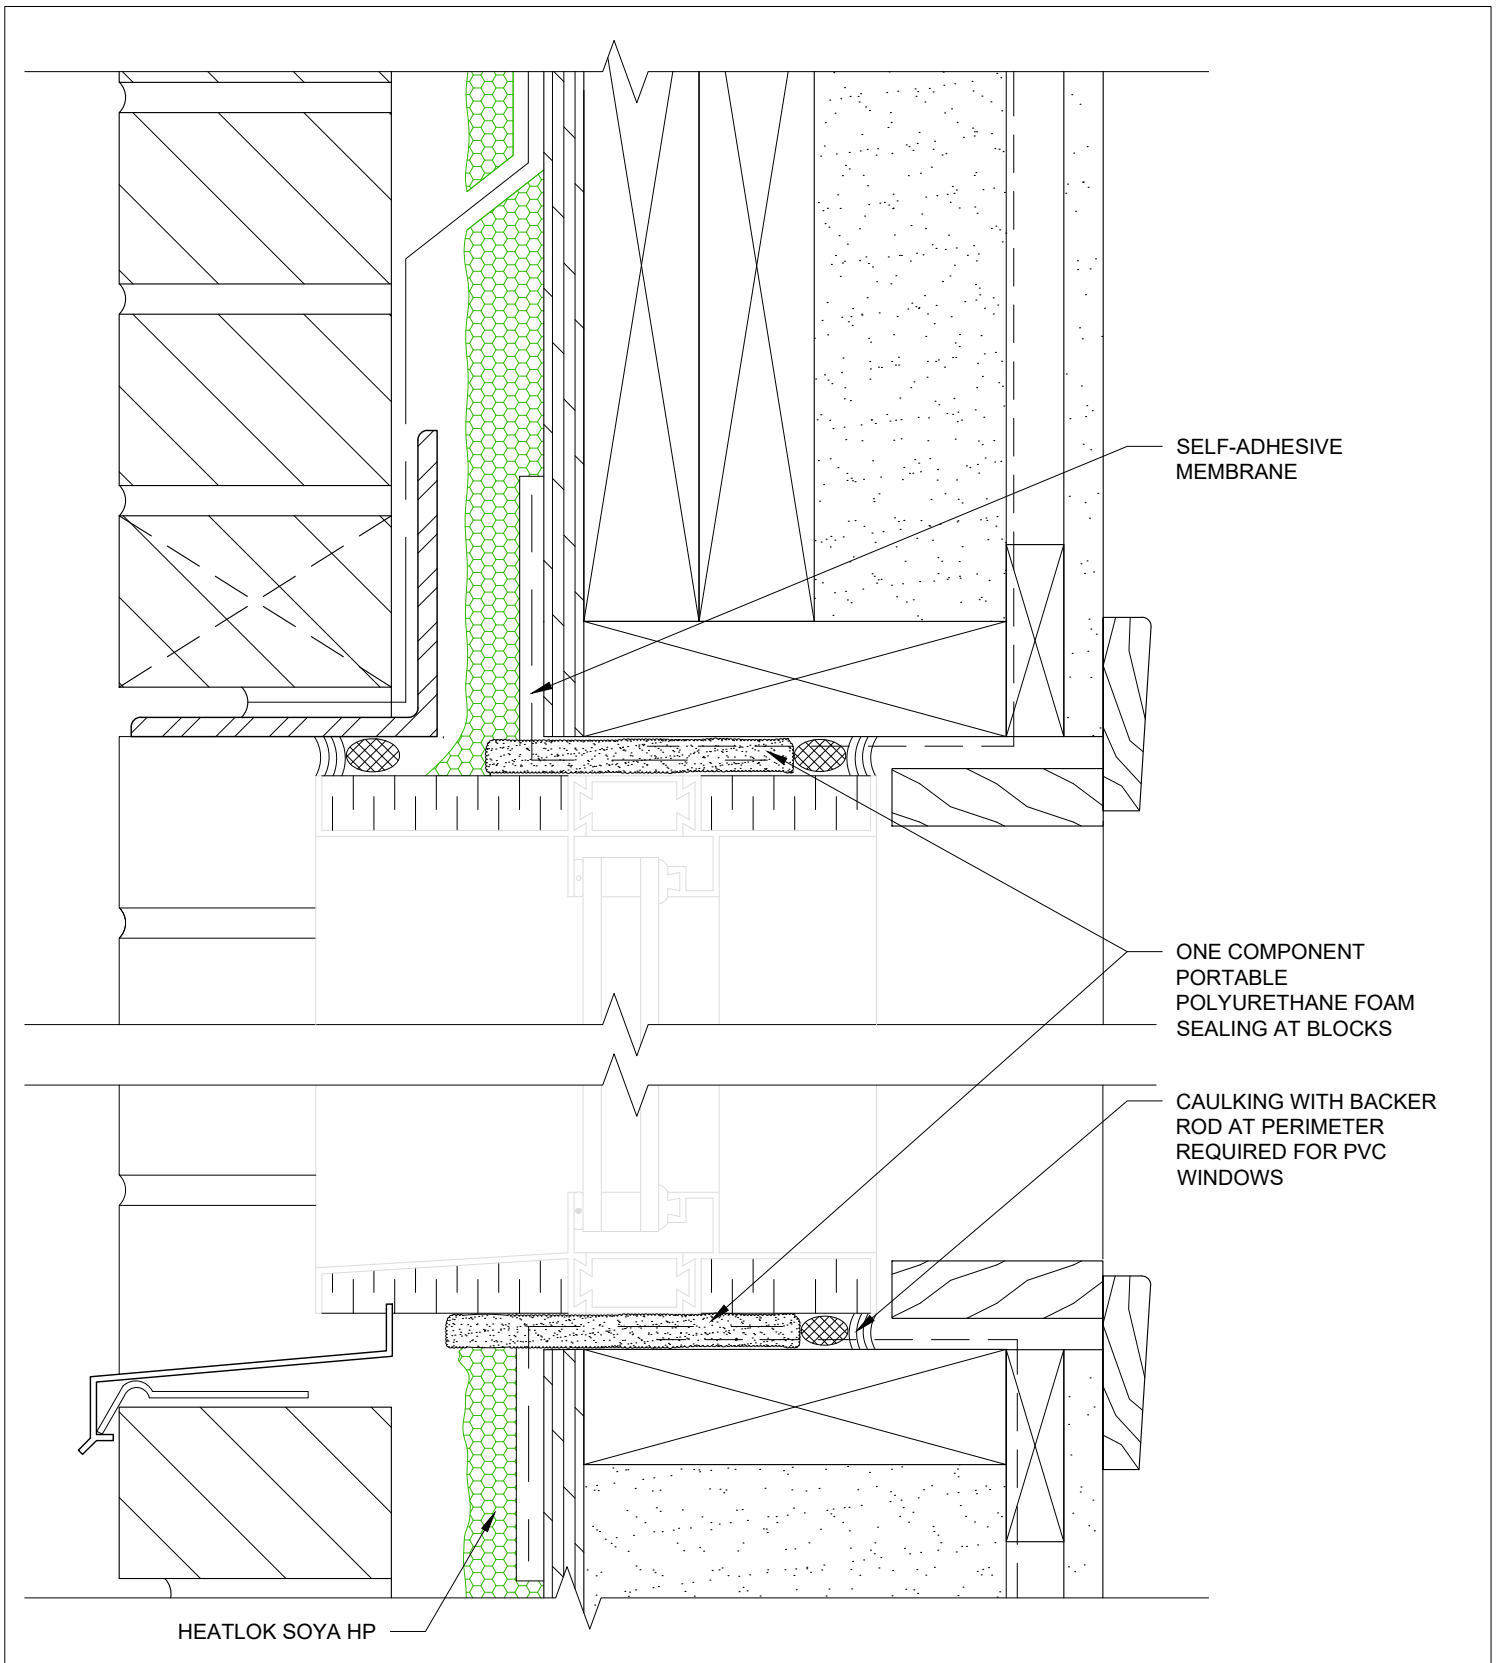 SELF-ADHESIVE
MEMBRANE
ONE COMPONENT
PORTABLE
POLYURETHANE FOAM
SEALING AT BLOCKS
CAULKING WITH BACKER
ROD AT PERIMETER
REQUIRED FOR PVC
WINDOWS
HEATLOK SOYA HP